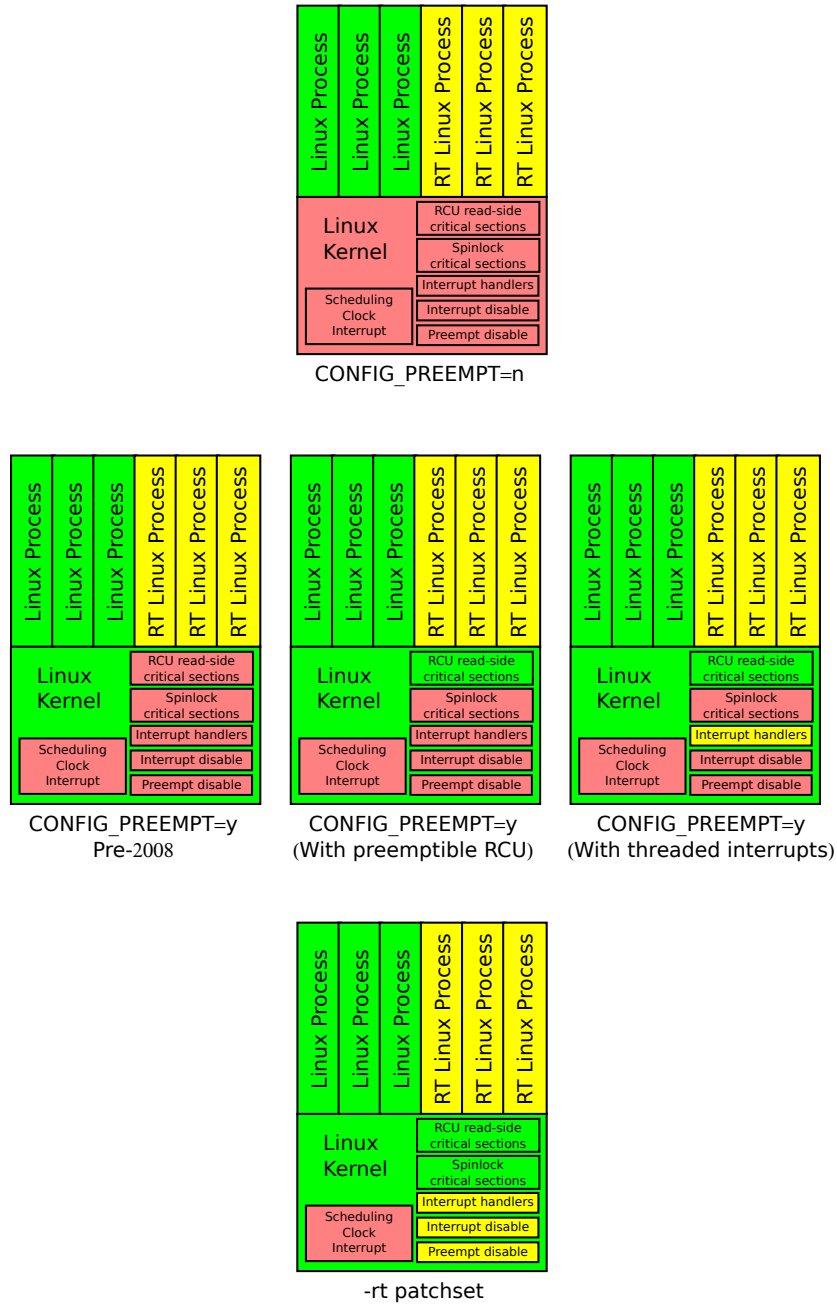 Linux Process
Linux Process
Linux Process
RT Linux Process
RT Linux Process
RT Linux Process
Linux
Kernel
RCU read-side
critical sections
Spinlock
critical sections
Interrupt handlers
Scheduling
Clock
Interrupt
Interrupt disable
Preempt disable
CONFIG_PREEMPT=n
Linux Process
Linux Process
Linux Process
RT Linux Process
RT Linux Process
RT Linux Process
Linux
Kernel
RCU read-side
critical sections
Spinlock
critical sections
Interrupt handlers
Scheduling
Clock
Interrupt
Interrupt disable
Preempt disable
CONFIG_PREEMPT=y
Pre-2008
Linux Process
Linux Process
Linux Process
RT Linux Process
RT Linux Process
RT Linux Process
Linux
Kernel
RCU read-side
critical sections
Spinlock
critical sections
Interrupt handlers
Scheduling
Clock
Interrupt
Interrupt disable
Preempt disable
CONFIG_PREEMPT=y
(With preemptible RCU)
Linux Process
Linux Process
Linux Process
RT Linux Process
RT Linux Process
RT Linux Process
Linux
Kernel
RCU read-side
critical sections
Spinlock
critical sections
Interrupt handlers
Scheduling
Clock
Interrupt
Interrupt disable
Preempt disable
CONFIG_PREEMPT=y
(With threaded interrupts)
Linux Process
Linux Process
Linux Process
RT Linux Process
RT Linux Process
RT Linux Process
Linux
Kernel
RCU read-side
critical sections
Spinlock
critical sections
Interrupt handlers
Scheduling
Clock
Interrupt
Interrupt disable
Preempt disable
-rt patchset